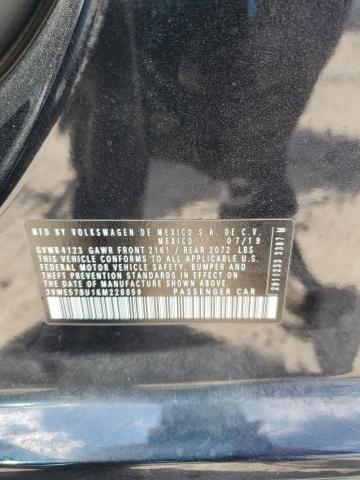 MFD BY VOLKSWAGEN DE MEXICO S.A. DE C.V.
MEXICO 07/19
GVWR 4123 GAWR FRONT 2161 / REAR 2072 LBS
THIS VEHICLE CONFORMS TO ALL APPLICABLE U.S.
FEDERAL MOTOR VEHICLE SAFETY, BUMPER AND
THEFT PREVENTION STANDARDS IN EFFECT ON
THE DATE OF MANUFACTURE SHOWN ABOVE
3VWE57BU1KM228859 PASSENGER CAR